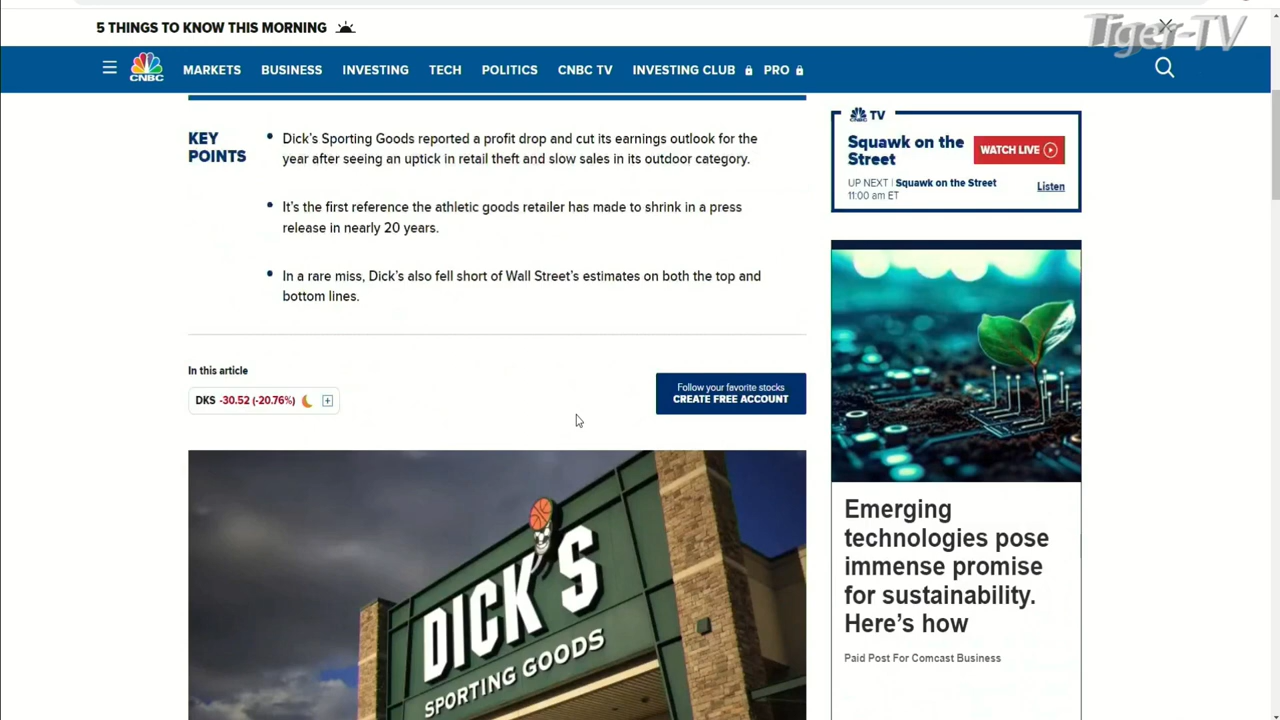 5 THINGS TO KNOW THIS MORNING
Tiger-TV
CNBC
MARKETS BUSINESS INVESTING TECH POLITICS CNBC TV INVESTING CLUB PRO
KEY
POINTS
Dick's Sporting Goods reported a profit drop and cut its earnings outlook for the
year after seeing an uptick in retail theft and slow sales in its outdoor category.
It's the first reference the athletic goods retailer has made to shrink in a press
release in nearly 20 years.
In a rare miss, Dick's also fell short of Wall Street's estimates on both the top and
bottom lines.
In this article
DKS -30.52 (-20.76%)
Follow your favorite stocks
CREATE FREE ACCOUNT
DICK'S
SPORTING GOODS
CNBC TV
Squawk on the
Street
WATCH LIVE
UP NEXT | Squawk on the Street
11:00 am ET
Listen
Emerging
technologies pose
immense promise
for sustainability.
Here's how
Paid Post For Comcast Business